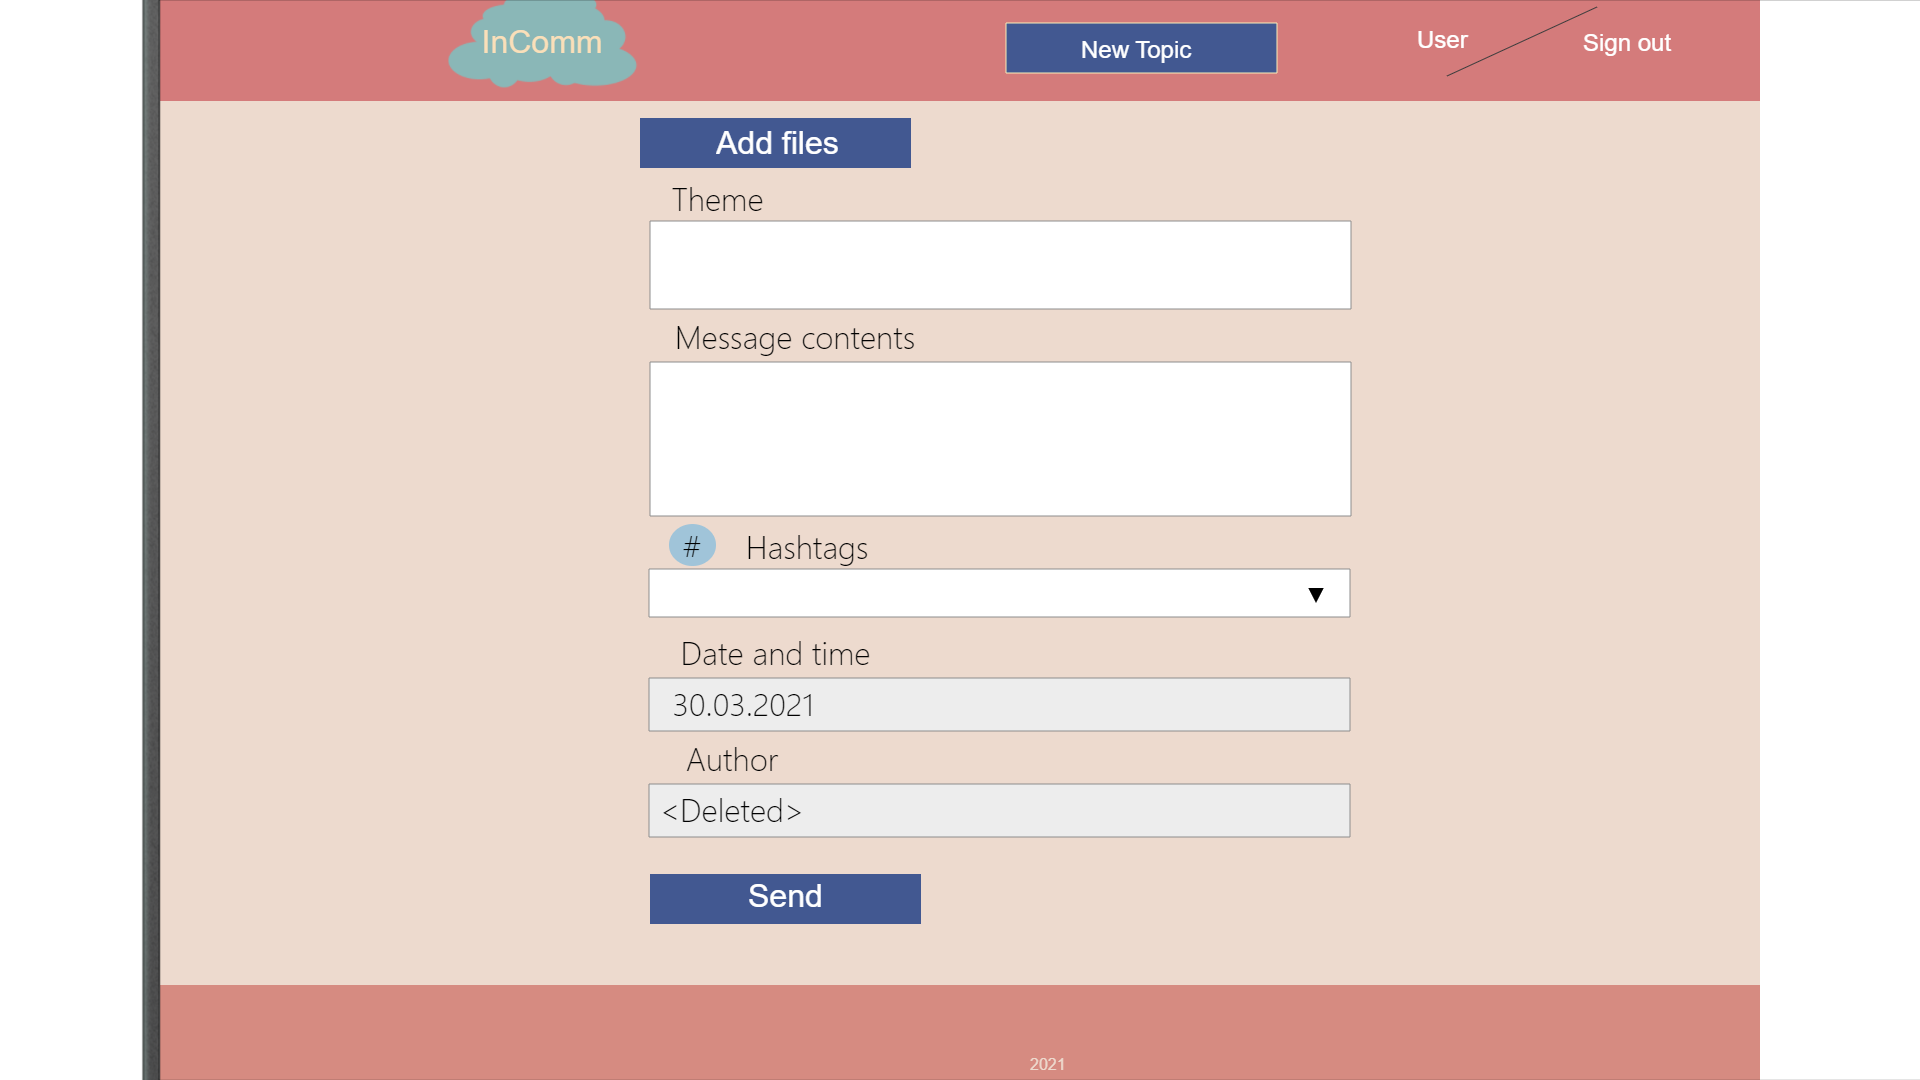 InComm
New Topic
User
Sign out
Add files
Theme
Message contents
# Hashtags
▼
Date and time
30.03.2021
Author
<Deleted>
Send
2021